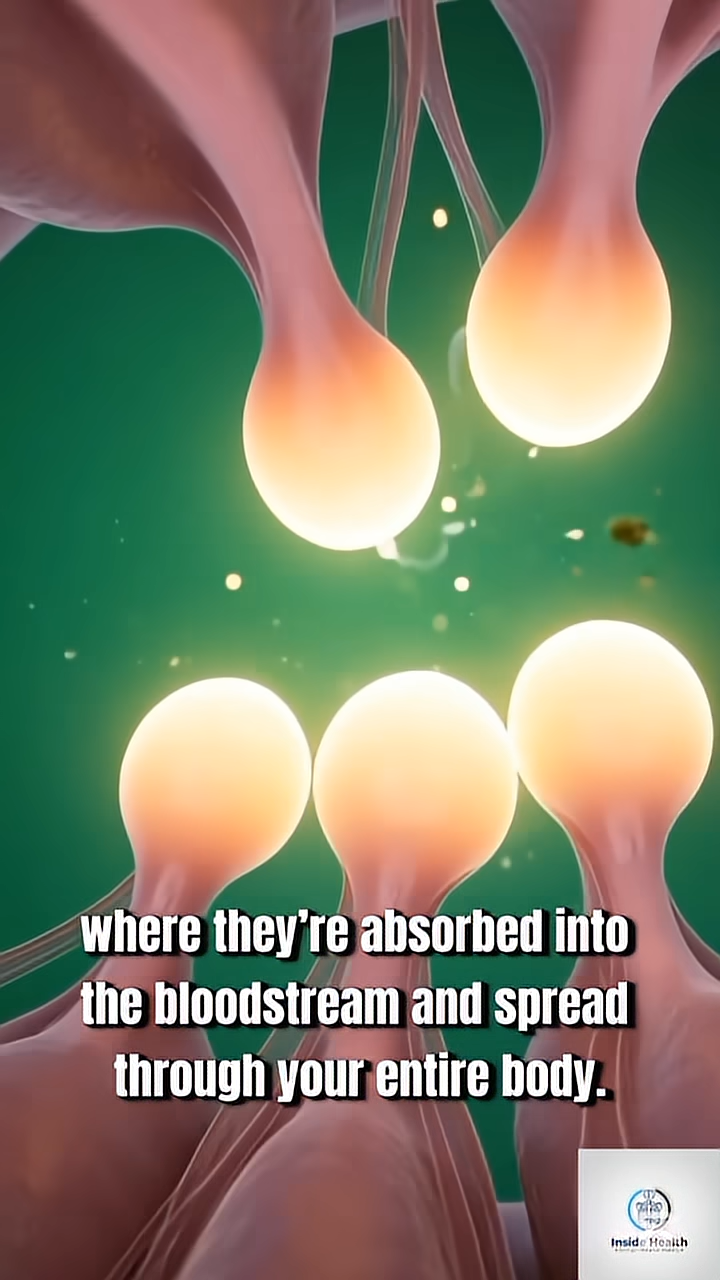 where they’re absorbed into
the bloodstream and spread
through your entire body.
Inside Health